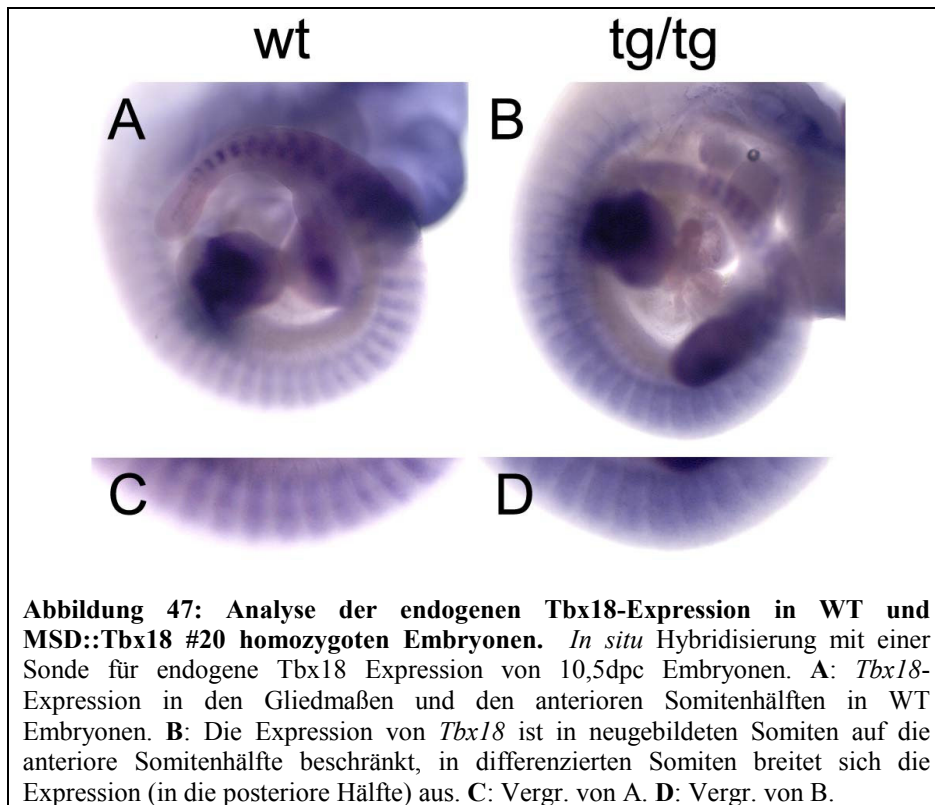 wt tg/tg
A B
C D
Abbildung 47: Analyse der endogenen Tbx18-Expression in WT und
MSD::Tbx18 #20 homozygoten Embryonen. In situ Hybridisierung mit einer
Sonde für endogene Tbx18 Expression von 10,5dpc Embryonen. A: Tbx18-
Expression in den Gliedmaßen und den anterioren Somitenhälften in WT
Embryonen. B: Die Expression von Tbx18 ist in neugebildeten Somiten auf die
anteriore Somitenhälfte beschränkt, in differenzierten Somiten breitet sich die
Expression (in die posteriore Hälfte) aus. C: Vergr. von A. D: Vergr. von B.